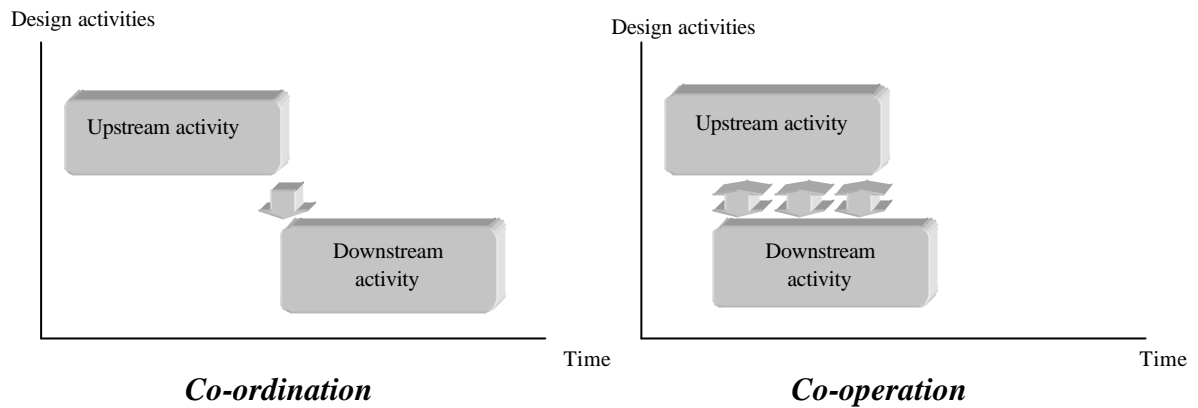 Design activities
Upstream activity
Downstream
activity
Time
Co-ordination
Design activities
Upstream activity
Downstream
activity
Time
Co-operation